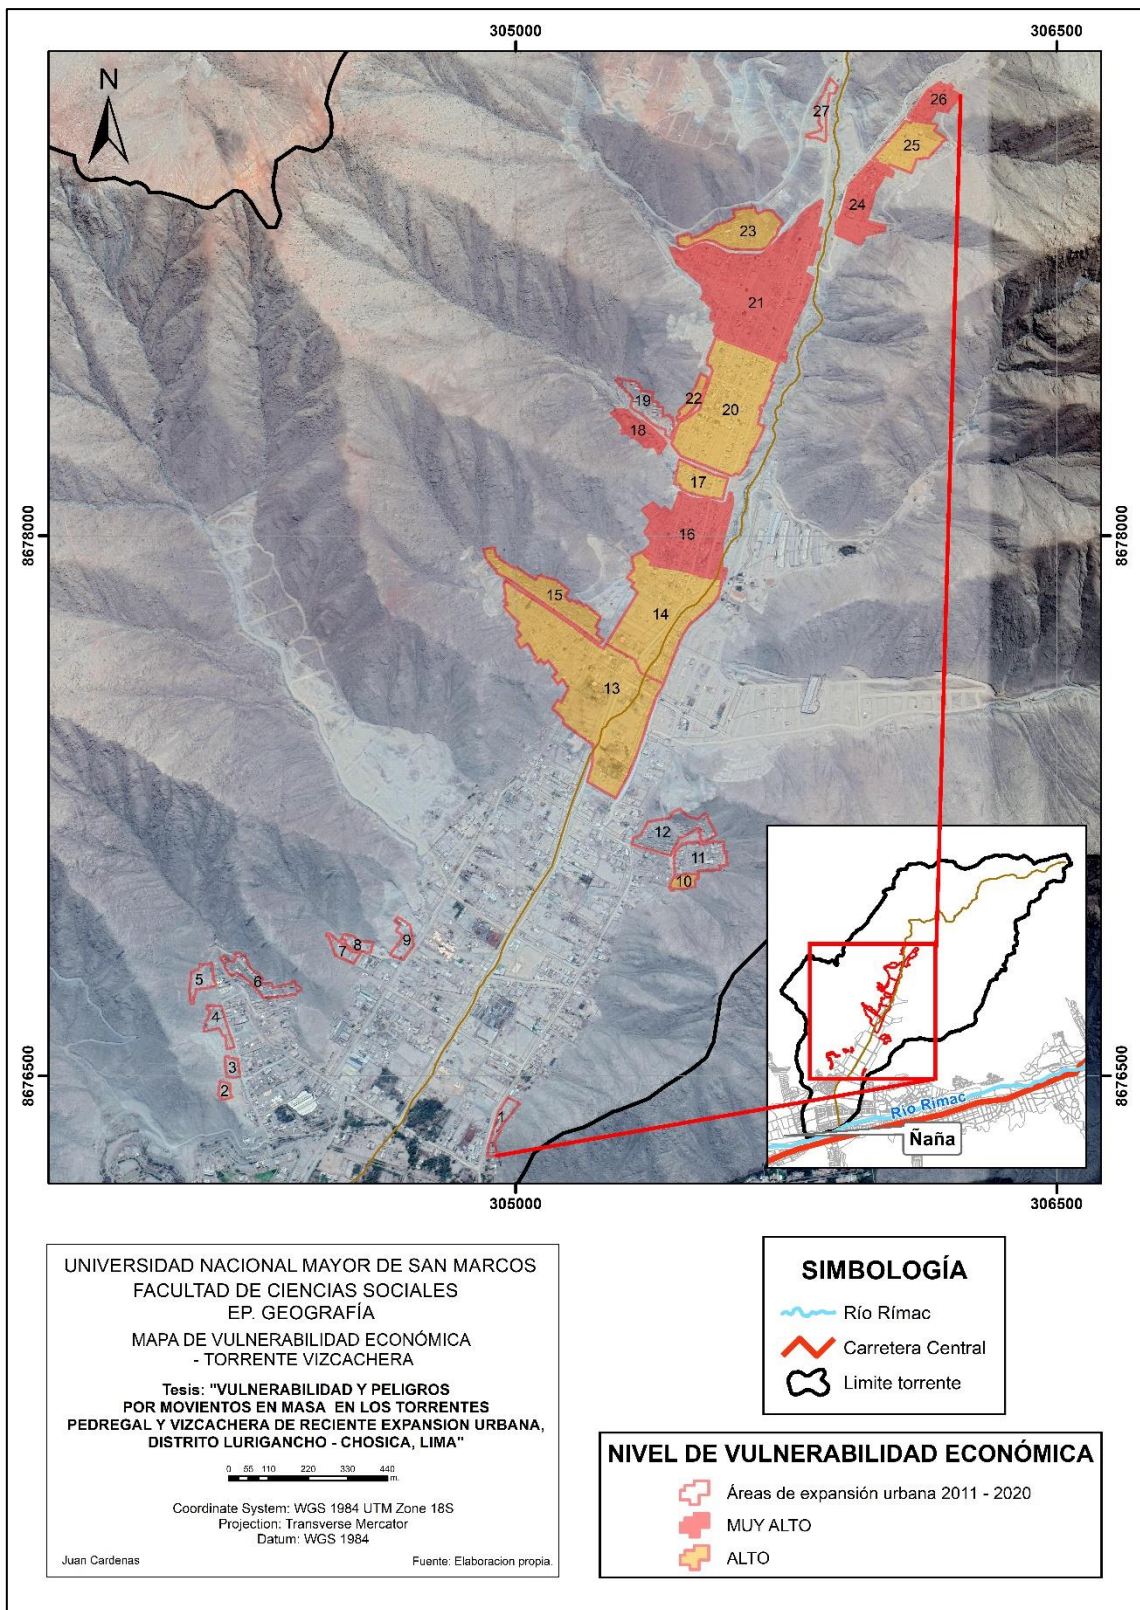 305000
306500
N
27
26
25
24
23
21
22
20
19
18
17
8678000
8678000
16
15
14
13
12
11
10
9
8
7
6
5
4
3
2
1
8676500
8676500
Río Rímac
Ñaña
305000
306500
UNIVERSIDAD NACIONAL MAYOR DE SAN MARCOS
FACULTAD DE CIENCIAS SOCIALES
EP. GEOGRAFÍA
MAPA DE VULNERABILIDAD ECONÓMICA
- TORRENTE VIZCACHERA
Tesis: "VULNERABILIDAD Y PELIGROS
POR MOVIENTOS EN MASA EN LOS TORRENTES
PEDREGAL Y VIZCACHERA DE RECIENTE EXPANSION URBANA,
DISTRITO LURIGANCHO - CHOSICA, LIMA"
0 55 110 220 330 440
m.
Coordinate System: WGS 1984 UTM Zone 18S
Projection: Transverse Mercator
Datum: WGS 1984
Juan Cardenas
Fuente: Elaboracion propia.
SIMBOLOGÍA
Río Rímac
Carretera Central
Limite torrente
NIVEL DE VULNERABILIDAD ECONÓMICA
Áreas de expansión urbana 2011 - 2020
MUY ALTO
ALTO